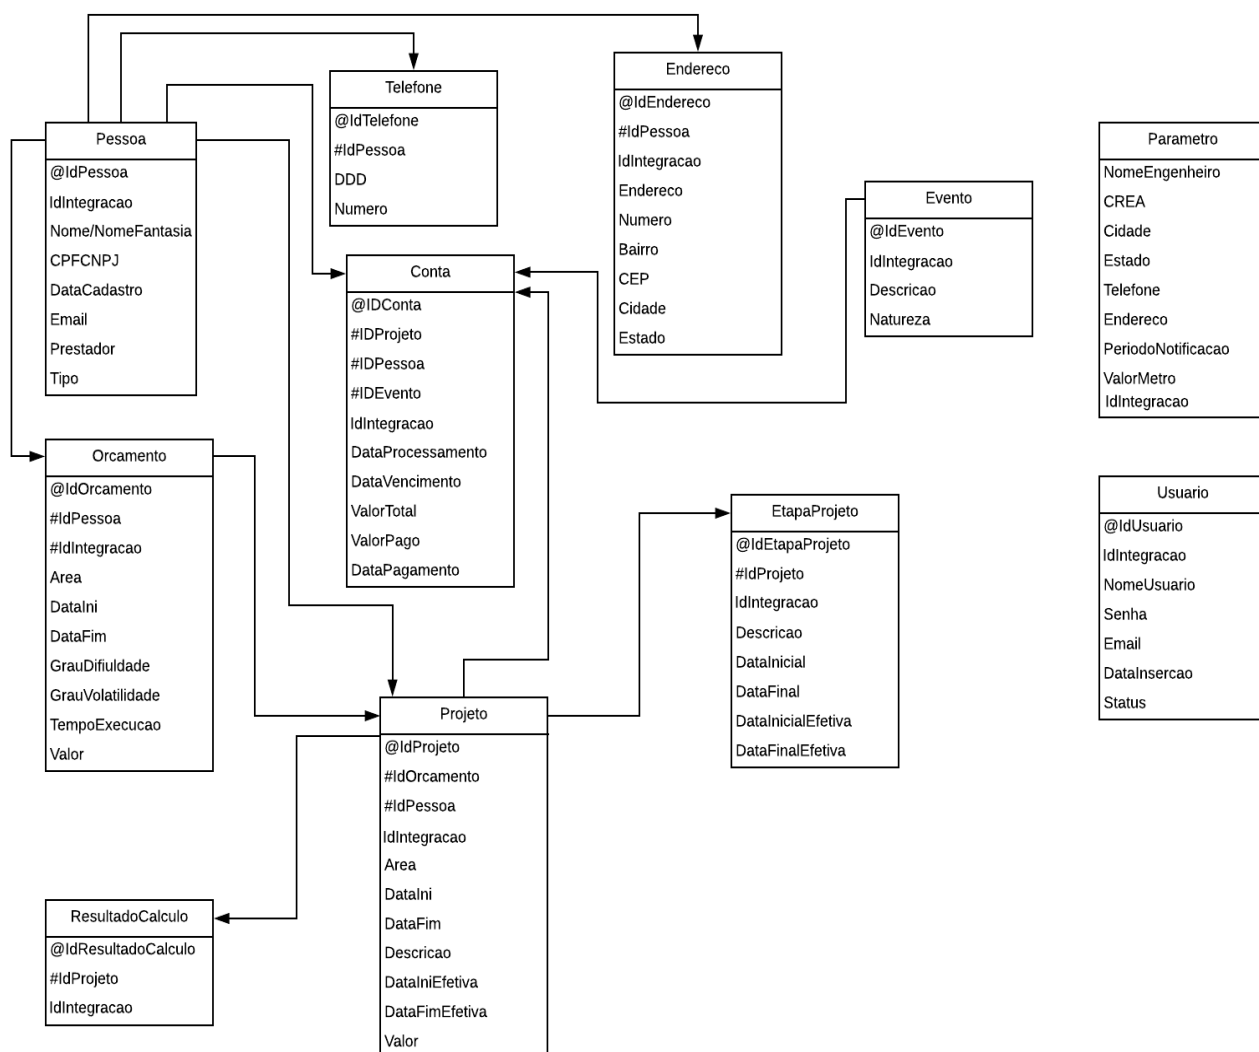 Endereco
@IdEndereco
#IdPessoa
IdIntegracao
Endereco
Numero
Bairro
CEP
Cidade
Estado
Telefone
@IdTelefone
#IdPessoa
DDD
Numero
Pessoa
@IdPessoa
IdIntegracao
Nome/NomeFantasia
CPFCNPJ
DataCadastro
Email
Prestador
Tipo
Parametro
NomeEngenheiro
CREA
Cidade
Estado
Telefone
Endereco
PeriodoNotificacao
ValorMetro
IdIntegracao
Evento
@IdEvento
IdIntegracao
Descricao
Natureza
Conta
@IDConta
#IDProjeto
#IDPessoa
#IDEvento
IdIntegracao
DataProcessamento
DataVencimento
ValorTotal
ValorPago
DataPagamento
Orcamento
@IdOrcamento
#IdPessoa
#IdIntegracao
Area
DataIni
DataFim
GrauDifiuldade
GrauVolatilidade
TempoExecucao
Valor
Usuario
@IdUsuario
IdIntegracao
NomeUsuario
Senha
Email
DataInsercao
Status
EtapaProjeto
@IdEtapaProjeto
#IdProjeto
IdIntegracao
Descricao
DataInicial
DataFinal
DataInicialEfetiva
DataFinalEfetiva
Projeto
@IdProjeto
#IdOrcamento
#IdPessoa
IdIntegracao
Area
DataIni
DataFim
Descricao
DataIniEfetiva
DataFimEfetiva
Valor
ResultadoCalculo
@IdResultadoCalculo
#IdProjeto
IdIntegracao